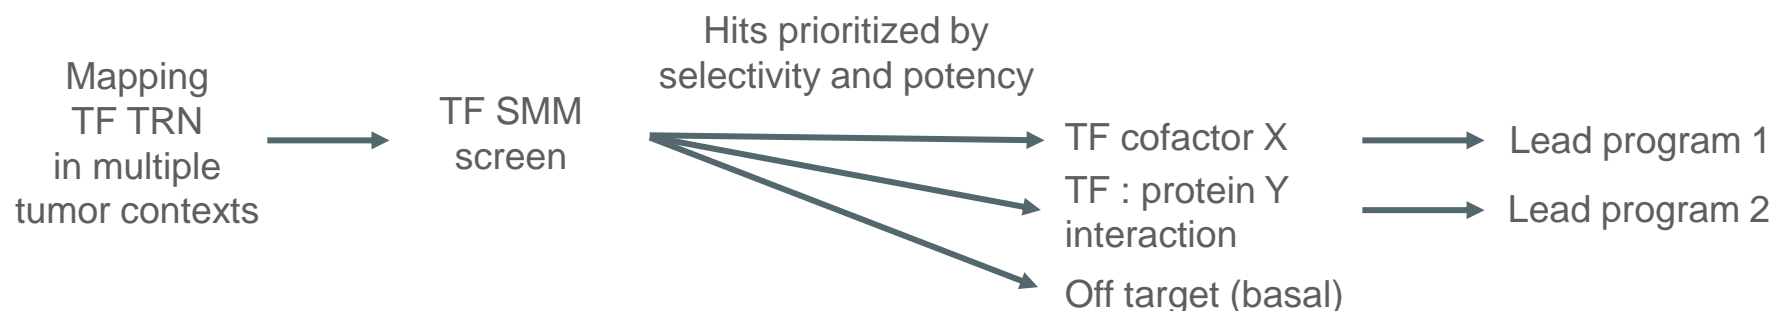 Mapping
TF TRN
in multiple
tumor contexts
TF SMM
screen
Hits prioritized by
selectivity and potency
TF cofactor X
Lead program 1
TF : protein Y
interaction
Lead program 2
Off target (basal)